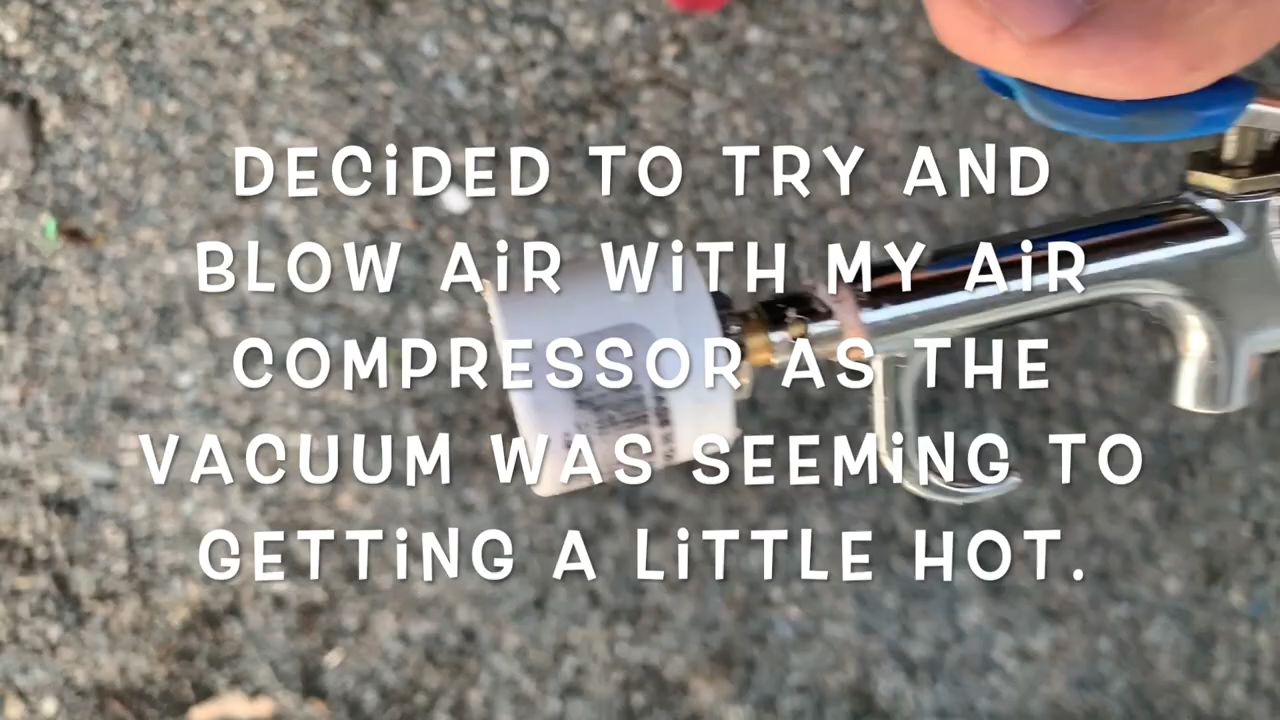 DECiDED TO TRY AND
BLOW AiR WiTH MY AiR
COMPRESSOR AS THE
VACUUM WAS SEEMiNG TO
GETTiNG A LiTTLE HOT.